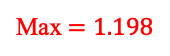 Max = 1.198